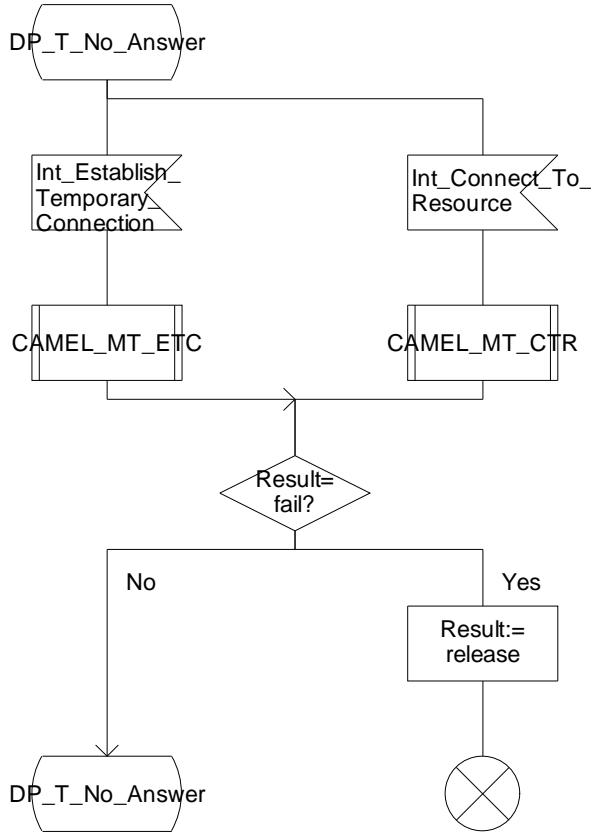 DP_T_No_Answer
Int_Establish_
Temporary_
Connection
Int_Connect_To_
Resource
CAMEL_MT_ETC
CAMEL_MT_CTR
Result=
fail?
No
Yes
Result:=
release
DP_T_No_Answer